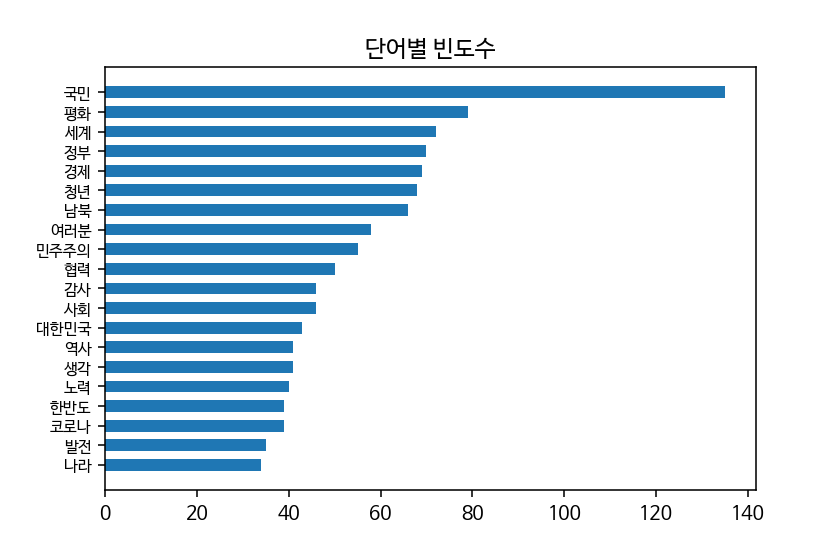 단어별 빈도수
국민
평화
세계
정부
경제
청년
남북
여러분
민주주의
협력
감사
사회
대한민국
역사
생각
노력
한반도
코로나
발전
나라
0 20 40 60 80 100 120 140